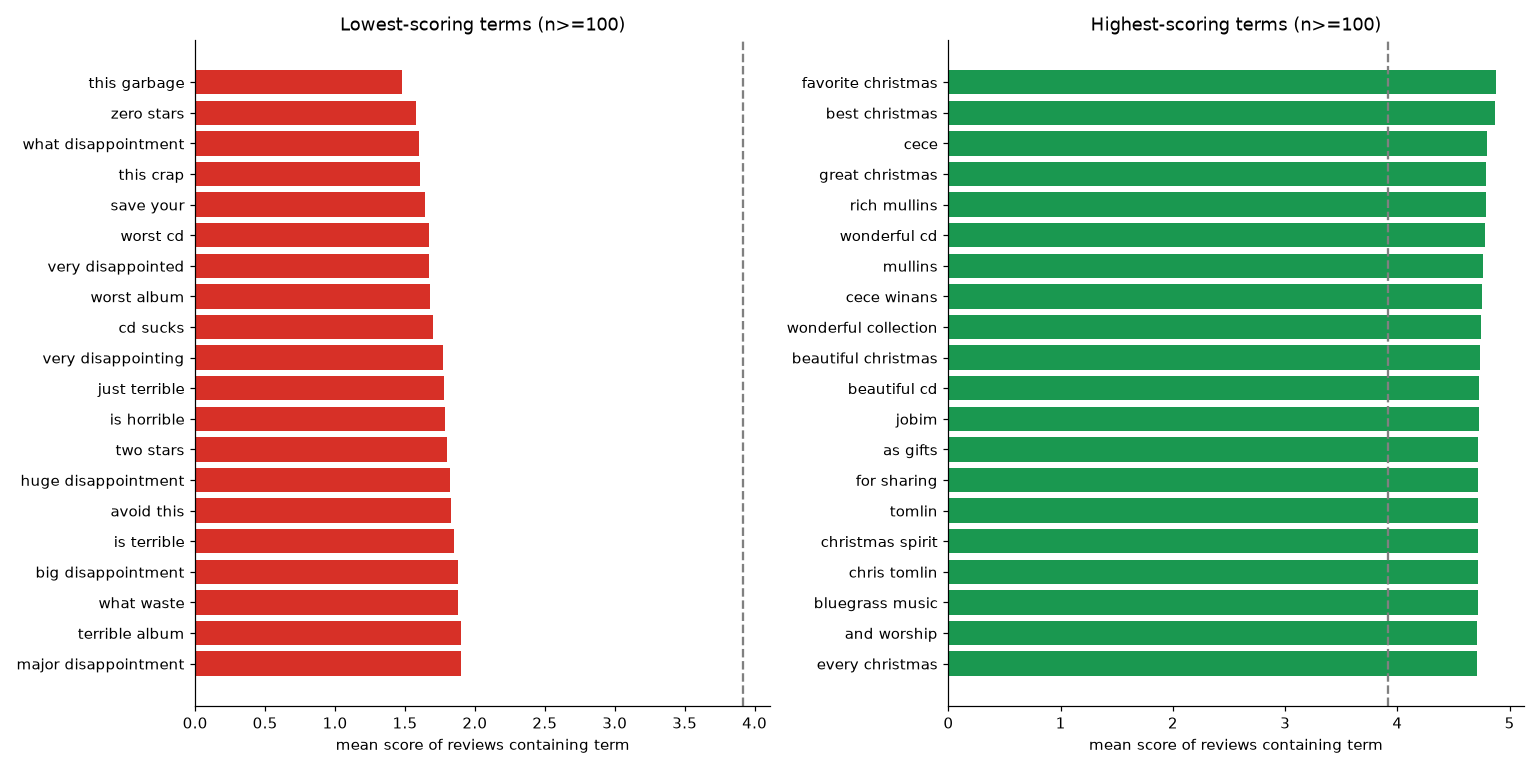 Lowest-scoring terms (n>=100)
this garbage
zero stars
what disappointment
this crap
save your
worst cd
very disappointed
worst album
cd sucks
very disappointing
just terrible
is horrible
two stars
huge disappointment
avoid this
is terrible
big disappointment
what waste
terrible album
major disappointment
0.0 0.5 1.0 1.5 2.0 2.5 3.0 3.5 4.0
mean score of reviews containing term
Highest-scoring terms (n>=100)
favorite christmas
best christmas
cece
great christmas
rich mullins
wonderful cd
mullins
cece winans
wonderful collection
beautiful christmas
beautiful cd
jobim
as gifts
for sharing
tomlin
christmas spirit
chris tomlin
bluegrass music
and worship
every christmas
0 1 2 3 4 5
mean score of reviews containing term